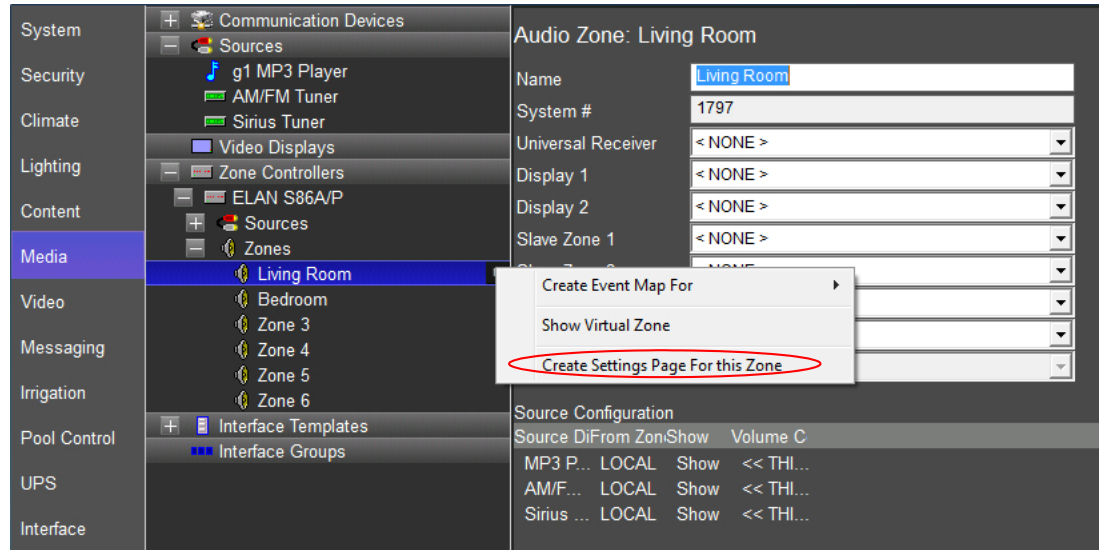 System
Security
Climate
Lighting
Content
Media
Video
Messaging
Irrigation
Pool Control
UPS
Interface
Communication Devices
Sources
g1 MP3 Player
AM/FM Tuner
Sirius Tuner
Video Displays
Zone Controllers
ELAN S86A/P
Sources
Zones
Living Room
Bedroom
Zone 3
Zone 4
Zone 5
Zone 6
Interface Templates
Interface Groups
Audio Zone: Living Room
Name Living Room
System # 1797
Universal Receiver < NONE >
Display 1 < NONE >
Display 2 < NONE >
Slave Zone 1 < NONE >
Create Event Map For
Show Virtual Zone
Create Settings Page For this Zone
Source Configuration
Source Di From Zon Show Volume C
MP3 P... LOCAL Show << THI...
AM/F... LOCAL Show << THI...
Sirius ... LOCAL Show << THI...